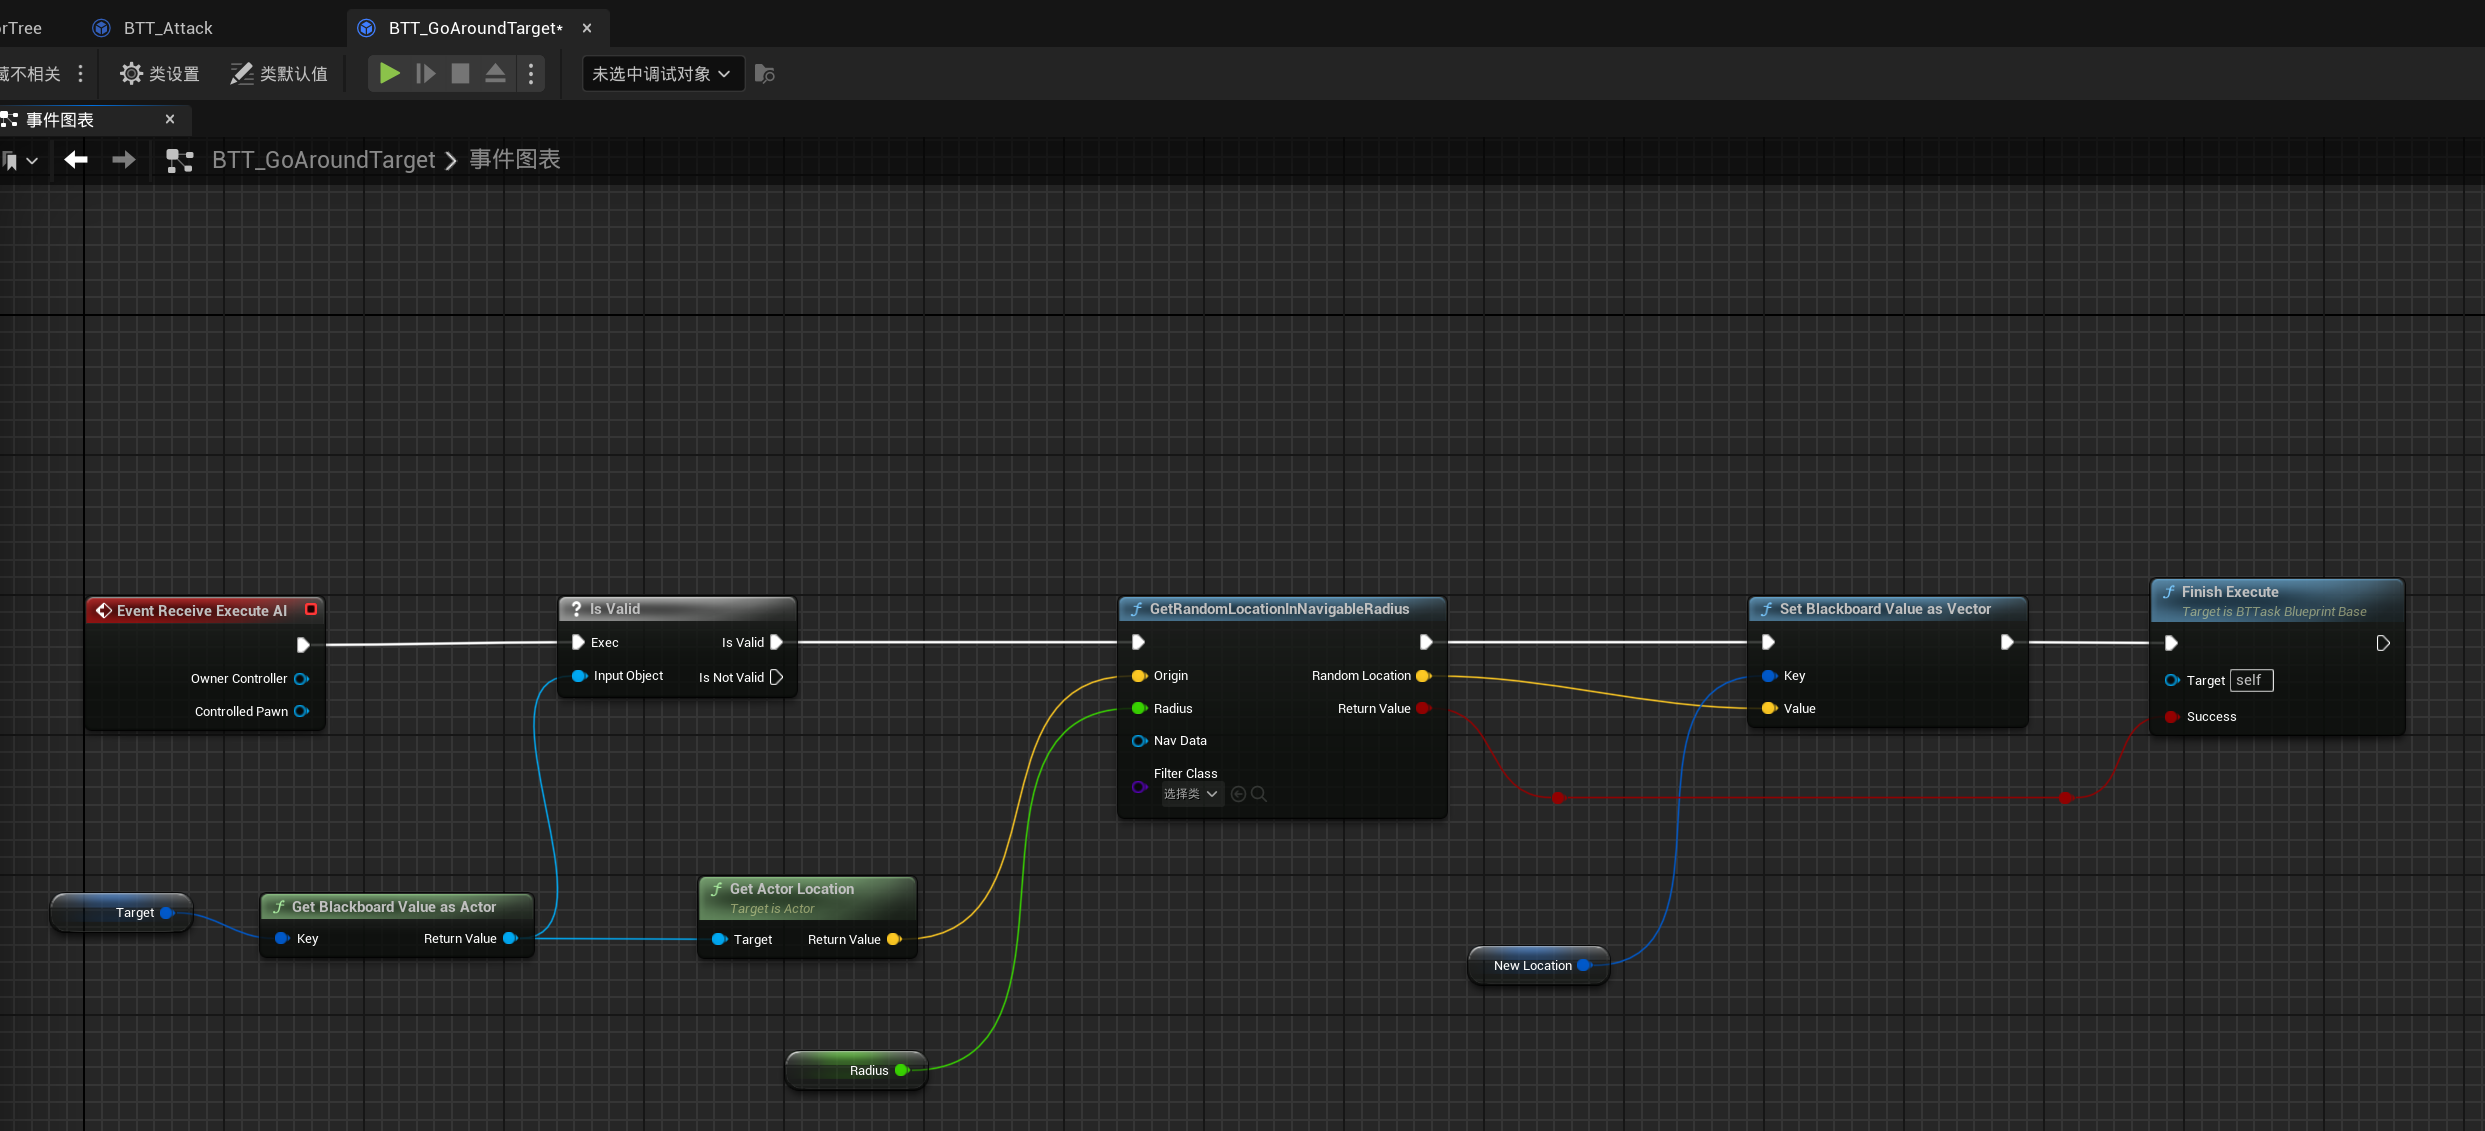 rTree
BTT_Attack
BTT_GoAroundTarget*
藏不相关
类设置
类默认值
未选中调试对象
事件图表
BTT_GoAroundTarget > 事件图表
Event Receive Execute AI
Owner Controller
Controlled Pawn
? Is Valid
Exec
Is Valid
Input Object
Is Not Valid
f GetRandomLocationInNavigableRadius
Origin
Random Location
Radius
Return Value
Nav Data
Filter Class
选择类
f Set Blackboard Value as Vector
Key
Value
f Finish Execute
Target is BTTask Blueprint Base
Target self
Success
Target
f Get Blackboard Value as Actor
Key
Return Value
f Get Actor Location
Target is Actor
Target
Return Value
New Location
Radius